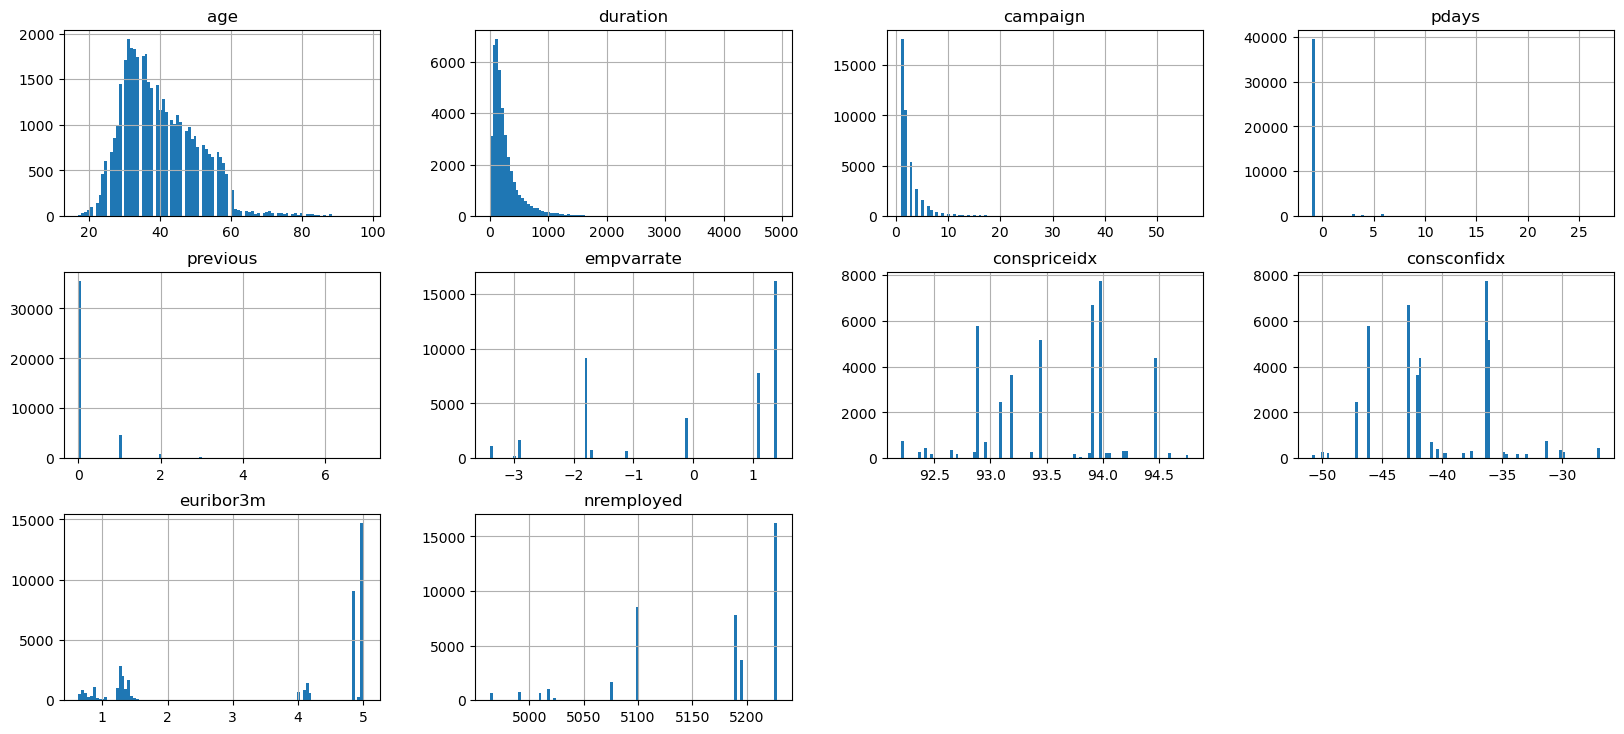 age
2000
1500
1000
500
0
20 40 60 80 100
duration
6000
4000
2000
0
0 1000 2000 3000 4000 5000
campaign
15000
10000
5000
0
0 10 20 30 40 50
pdays
40000
30000
20000
10000
0
0 5 10 15 20 25
previous
30000
20000
10000
0
0 2 4 6
empvarrate
15000
10000
5000
0
−3 −2 −1 0 1
conspriceidx
8000
6000
4000
2000
0
92.5 93.0 93.5 94.0 94.5
consconfidx
8000
6000
4000
2000
0
−50 −45 −40 −35 −30
euribor3m
15000
10000
5000
0
1 2 3 4 5
nremployed
15000
10000
5000
0
5000 5050 5100 5150 5200